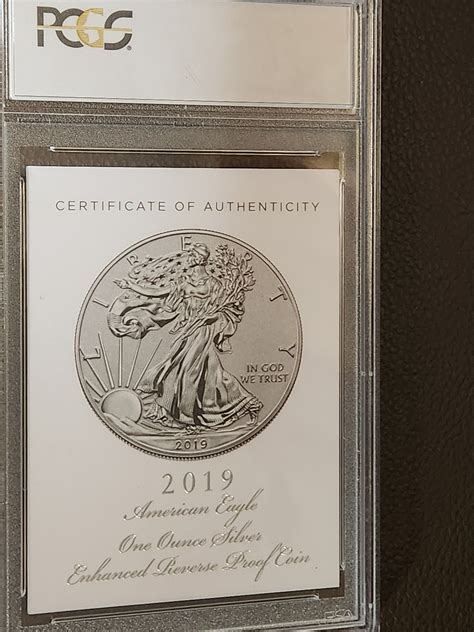 PCGS
CERTIFICATE OF AUTHENTICITY
LIBERTY
IN GOD
WE TRUST
2019
2019
American Eagle
One Ounce Silver
Enhanced Reverse Proof Coin